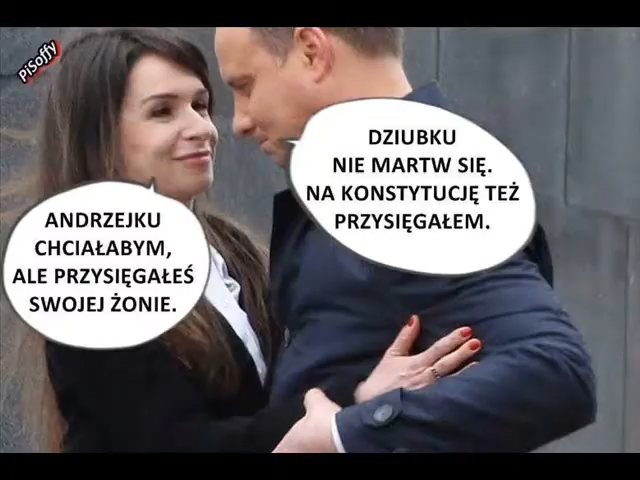 PiSoffy
ANDRZEJKU
CHCIAŁABYM,
ALE PRZYSIĘGAŁEŚ
SWOJEJ ŻONIE.
DZIUBKU
NIE MARTW SIĘ.
NA KONSTYTUCJĘ TEŻ
PRZYSIĘGAŁEM.